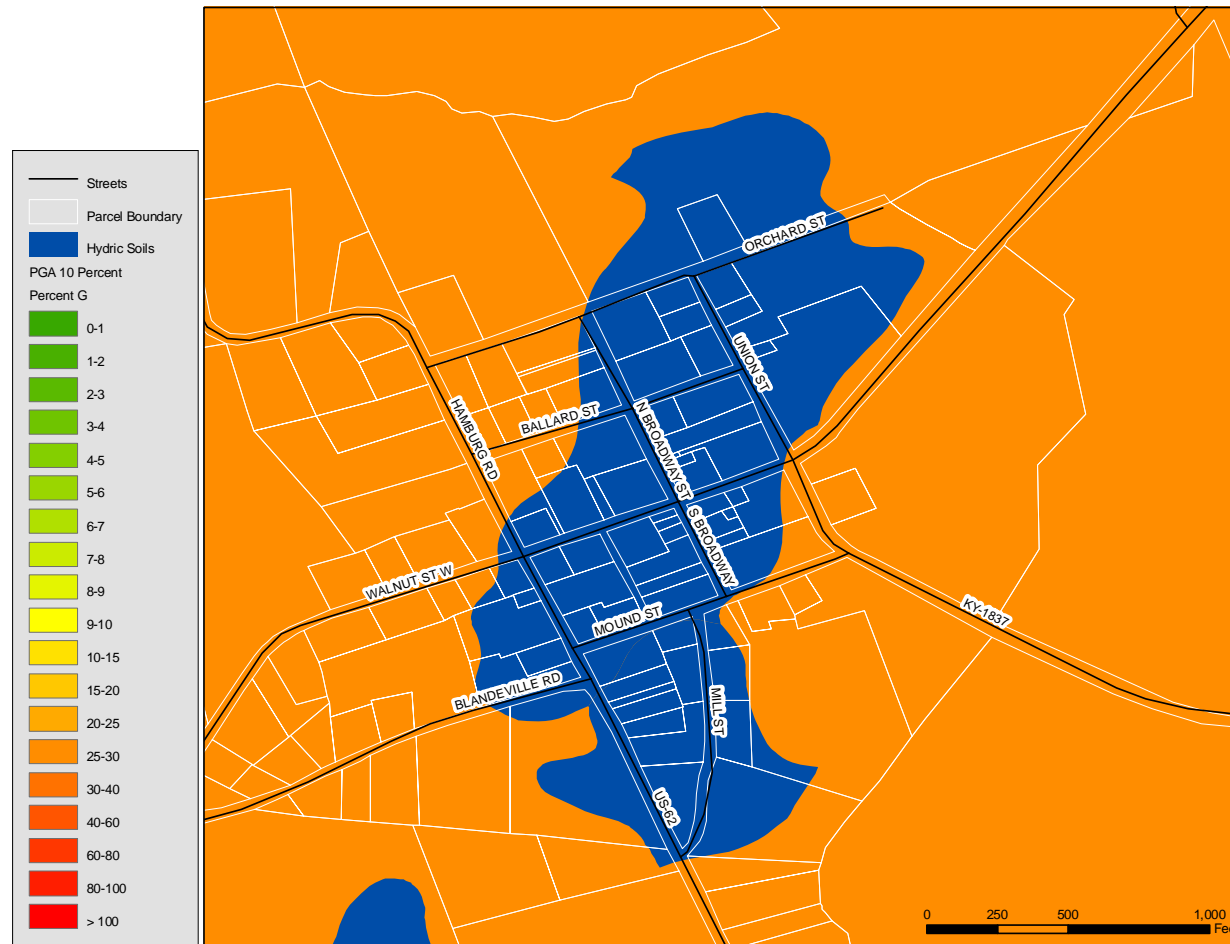 Streets
Parcel Boundary
Hydric Soils
PGA 10 Percent
Percent G
0-1
1-2
2-3
3-4
4-5
5-6
6-7
7-8
8-9
9-10
10-15
15-20
20-25
25-30
30-40
40-60
60-80
80-100
> 100
ORCHARD ST
UNION ST
HAMBURG RD
BALLARD ST
N BROADWAY ST
S BROADWAY
WALNUT ST W
MOUND ST
KY-1837
BLANDEVILLE RD
MILL ST
US-62
0 250 500 1,000
Fe